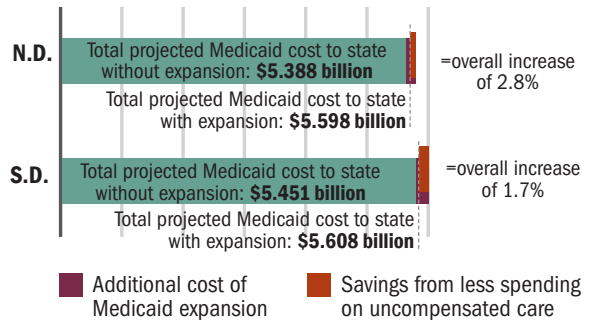 N.D.
Total projected Medicaid cost to state
without expansion: $5.388 billion
Total projected Medicaid cost to state
with expansion: $5.598 billion
=overall increase
of 2.8%
S.D.
Total projected Medicaid cost to state
without expansion: $5.451 billion
Total projected Medicaid cost to state
with expansion: $5.608 billion
=overall increase
of 1.7%
Additional cost of
Medicaid expansion
Savings from less spending
on uncompensated care